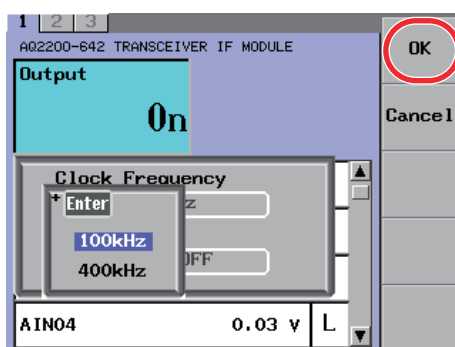 1 2 3
AQ2200-642 TRANSCEIVER IF MODULE
OK
Output
On
Cancel
Clock Frequency
+ Enter
z
100kHz
OFF
400kHz
AIN04 0.03 V L